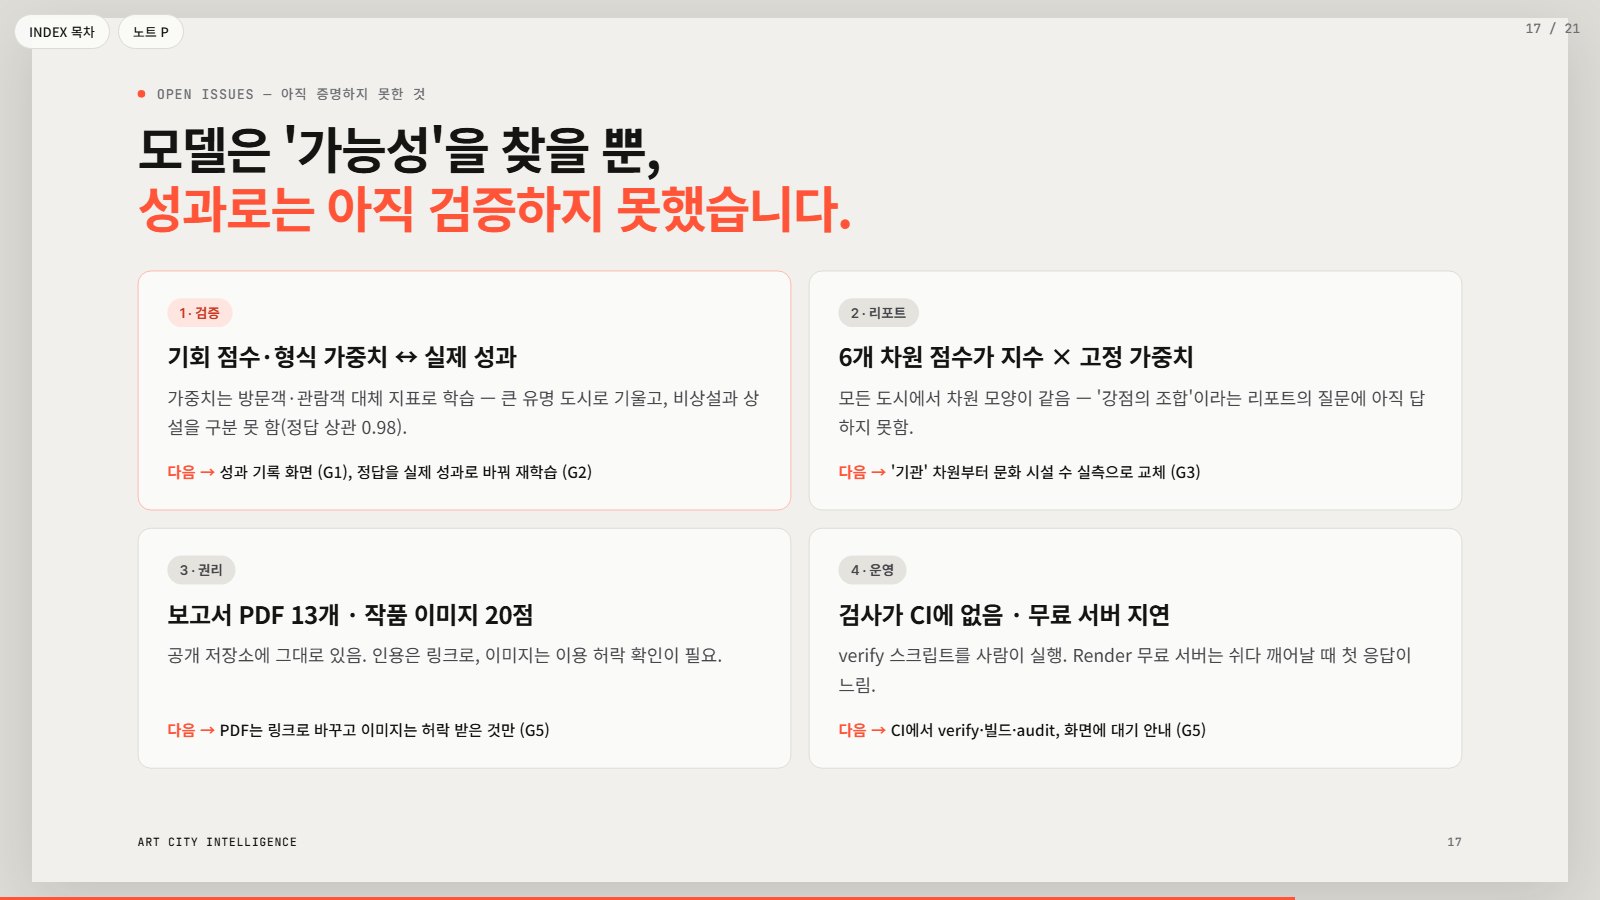 INDEX 목차
노트 P
17 / 21
OPEN ISSUES — 아직 증명하지 못한 것
모델은 '가능성'을 찾을 뿐,
성과로는 아직 검증하지 못했습니다.
1 · 검증
기회 점수·형식 가중치 ↔ 실제 성과
가중치는 방문객·관람객 대체 지표로 학습 — 큰 유명 도시로 기울고, 비상설과 상
설을 구분 못 함(정답 상관 0.98).
다음 → 성과 기록 화면 (G1), 정답을 실제 성과로 바꿔 재학습 (G2)
2 · 리포트
6개 차원 점수가 지수 × 고정 가중치
모든 도시에서 차원 모양이 같음 — '강점의 조합'이라는 리포트의 질문에 아직 답
하지 못함.
다음 → '기관' 차원부터 문화 시설 수 실측으로 교체 (G3)
3 · 권리
보고서 PDF 13개 · 작품 이미지 20점
공개 저장소에 그대로 있음. 인용은 링크로, 이미지는 이용 허락 확인이 필요.
다음 → PDF는 링크로 바꾸고 이미지는 허락 받은 것만 (G5)
4 · 운영
검사가 CI에 없음 · 무료 서버 지연
verify 스크립트를 사람이 실행. Render 무료 서버는 쉬다 깨어날 때 첫 응답이
느림.
다음 → CI에서 verify·빌드·audit, 화면에 대기 안내 (G5)
ART CITY INTELLIGENCE
17